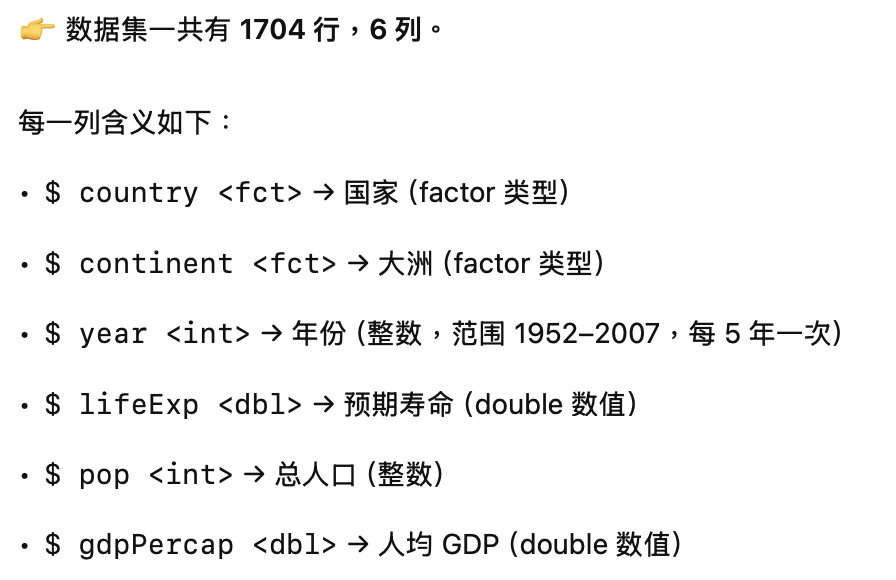 👉 数据集一共有 1704 行，6 列。
每一列含义如下：
• $ country <fct> → 国家 (factor 类型)
• $ continent <fct> → 大洲 (factor 类型)
• $ year <int> → 年份 (整数，范围 1952–2007，每 5 年一次)
• $ lifeExp <dbl> → 预期寿命 (double 数值)
• $ pop <int> → 总人口 (整数)
• $ gdpPercap <dbl> → 人均 GDP (double 数值)